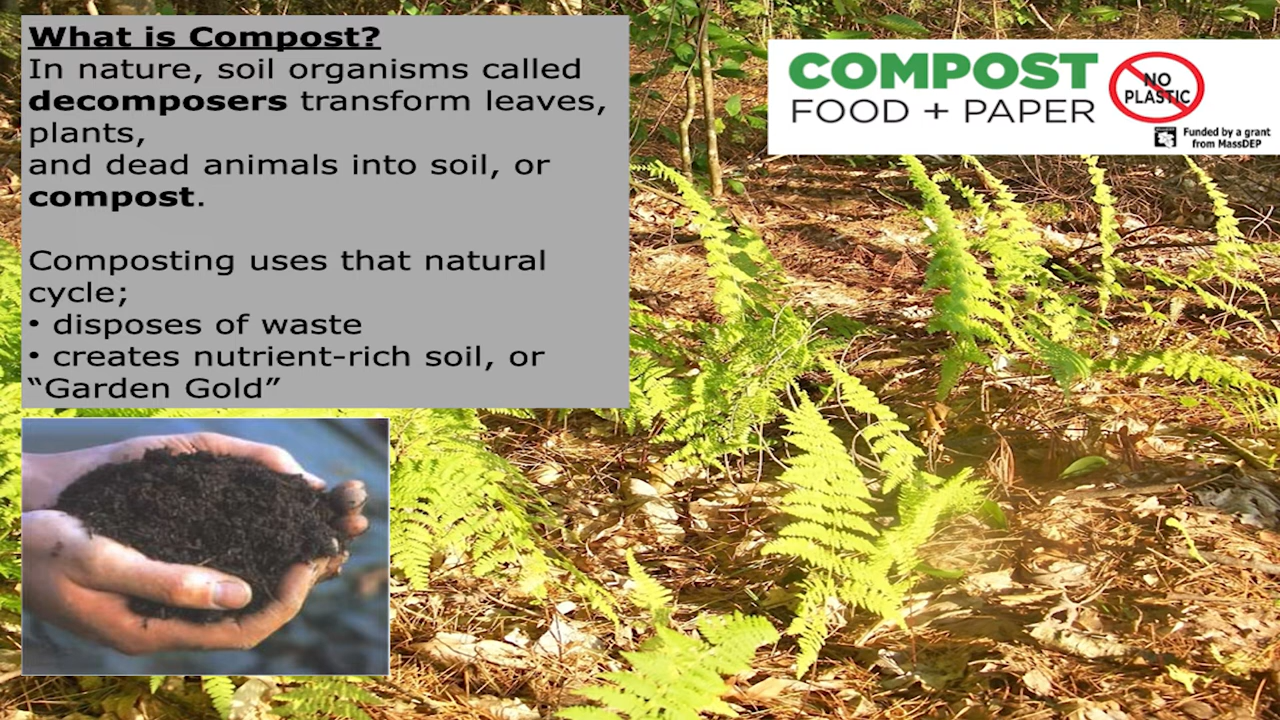 What is Compost?
In nature, soil organisms called
decomposers transform leaves,
plants,
and dead animals into soil, or
compost.
Composting uses that natural
cycle;
• disposes of waste
• creates nutrient-rich soil, or
“Garden Gold”
COMPOST
FOOD + PAPER
NO
PLASTIC
Funded by a grant
from MassDEP